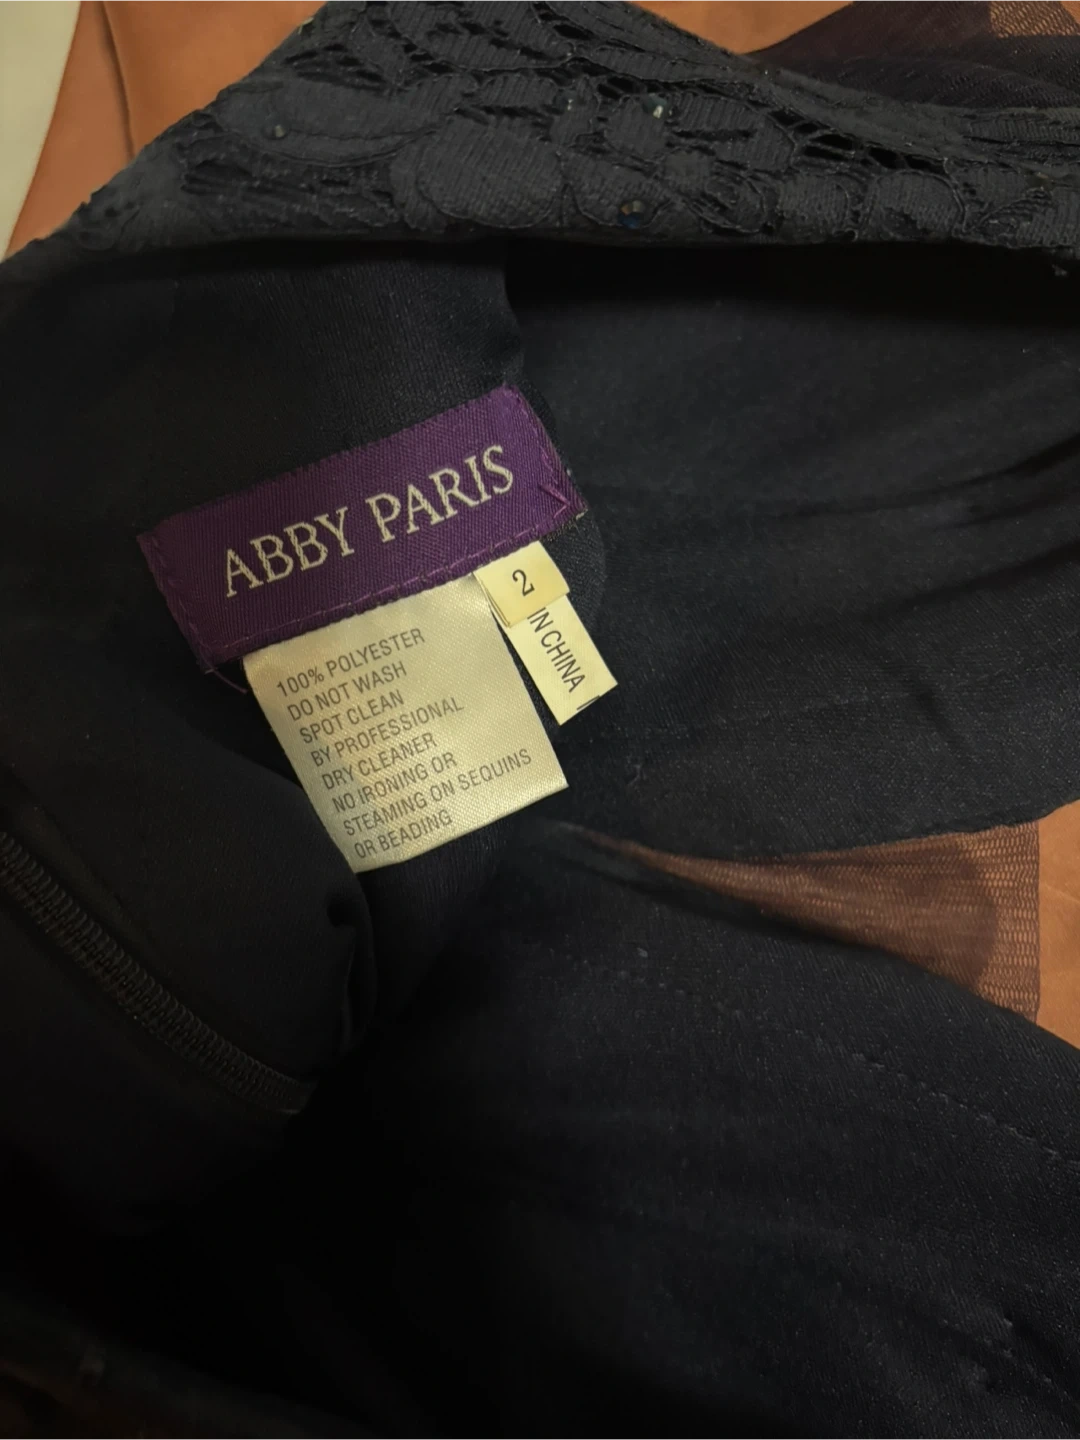 ABBY PARIS
2
IN CHINA
100% POLYESTER
DO NOT WASH
SPOT CLEAN
BY PROFESSIONAL
DRY CLEANER
NO IRONING OR
STEAMING ON SEQUINS
OR BEADING